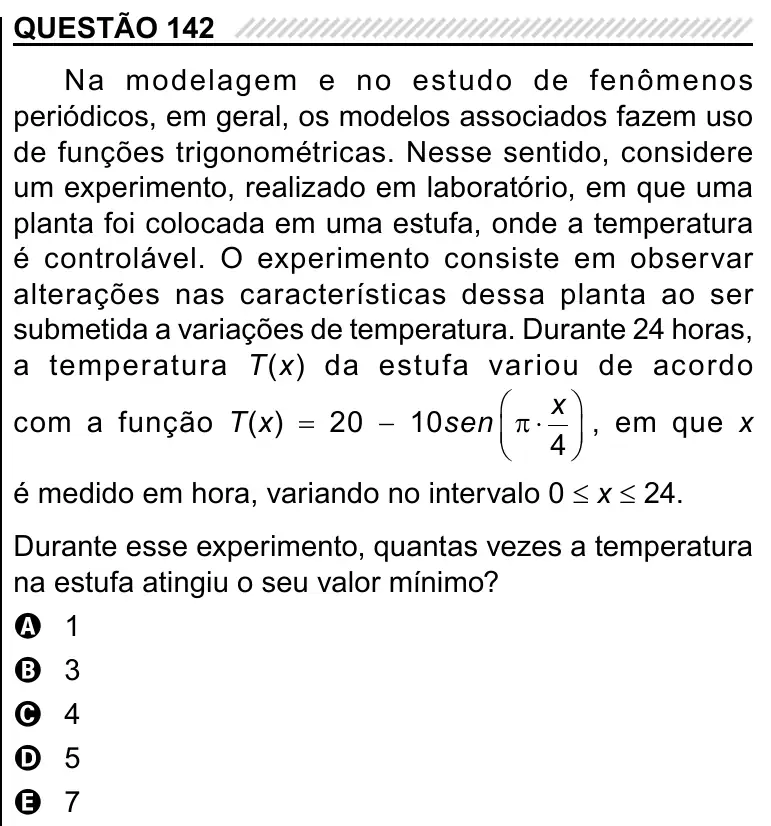 QUESTÃO 142
Na modelagem e no estudo de fenômenos
periódicos, em geral, os modelos associados fazem uso
de funções trigonométricas. Nesse sentido, considere
um experimento, realizado em laboratório, em que uma
planta foi colocada em uma estufa, onde a temperatura
é controlável. O experimento consiste em observar
alterações nas características dessa planta ao ser
submetida a variações de temperatura. Durante 24 horas,
a temperatura T(x) da estufa variou de acordo
com a função T(x) = 20 − 10sen(π · x/4), em que x
é medido em hora, variando no intervalo 0 ≤ x ≤ 24.
Durante esse experimento, quantas vezes a temperatura
na estufa atingiu o seu valor mínimo?
A 1
B 3
C 4
D 5
E 7